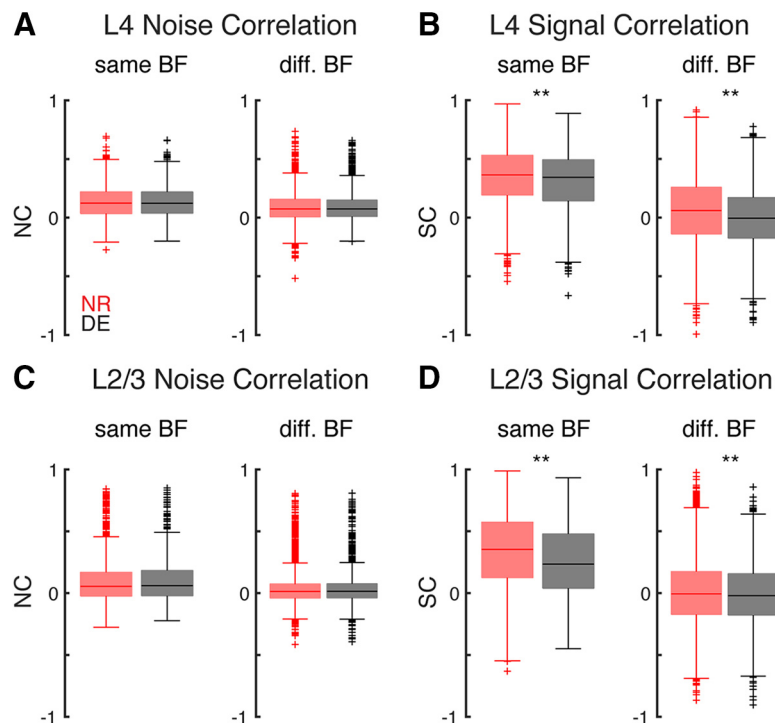 A L4 Noise Correlation
same BF diff. BF
1
0
-1
NC
NR
DE
1
0
-1
B L4 Signal Correlation
same BF diff. BF
** **
1
0
-1
SC
1
0
-1
C L2/3 Noise Correlation
same BF diff. BF
1
0
-1
NC
1
0
-1
D L2/3 Signal Correlation
same BF diff. BF
** **
1
0
-1
SC
1
0
-1